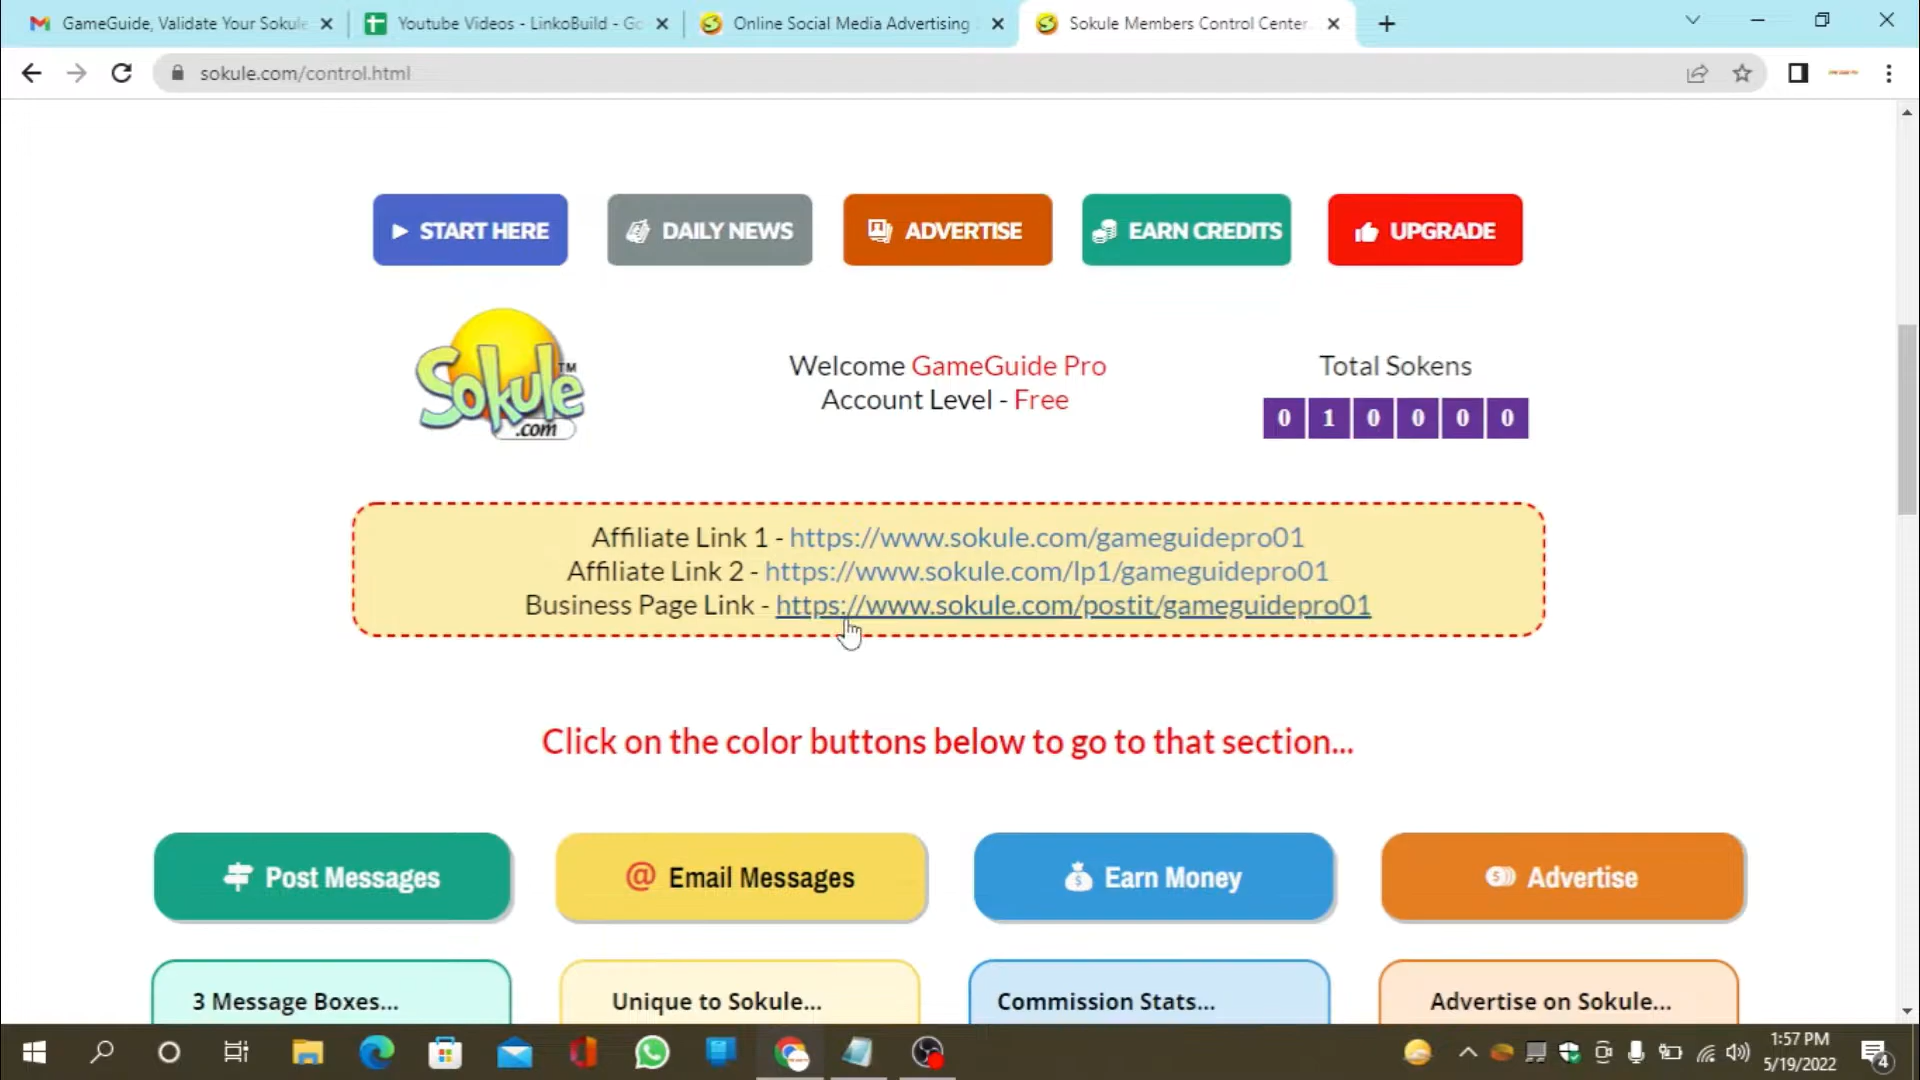 GameGuide, Validate Your Sokule
Youtube Videos - LinkoBuild - Go
Online Social Media Advertising
Sokule Members Control Center
sokule.com/control.html
START HERE
DAILY NEWS
ADVERTISE
EARN CREDITS
UPGRADE
Sokule™
.com
Welcome GameGuide Pro
Account Level - Free
Total Sokens
0 1 0 0 0 0
Affiliate Link 1 - https://www.sokule.com/gameguidepro01
Affiliate Link 2 - https://www.sokule.com/lp1/gameguidepro01
Business Page Link - https://www.sokule.com/postit/gameguidepro01
Click on the color buttons below to go to that section...
Post Messages
@ Email Messages
Earn Money
Advertise
3 Message Boxes...
Unique to Sokule...
Commission Stats...
Advertise on Sokule...
1:57 PM
5/19/2022
4